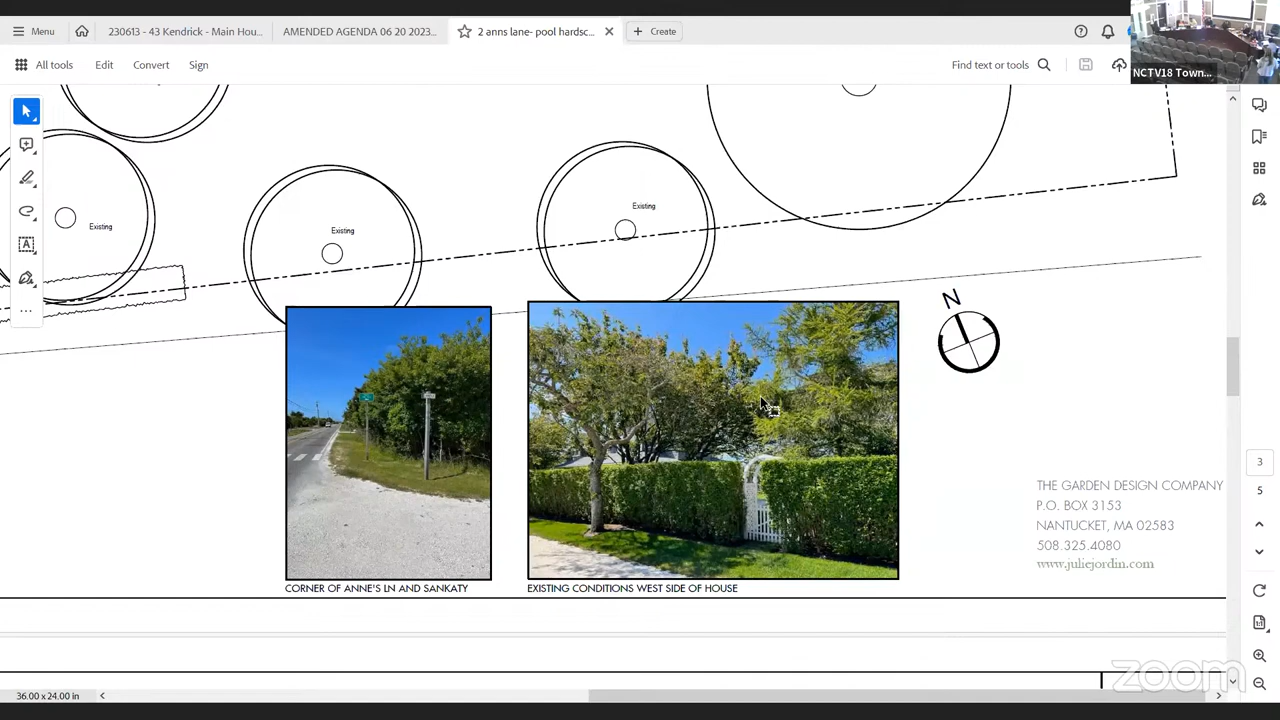 Menu
230613 - 43 Kendrick - Main Hou...
AMENDED AGENDA 06 20 2023...
2 anns lane- pool hardsc...
Create
NCTV18 Town...
All tools
Edit
Convert
Sign
Find text or tools
Existing
Existing
Existing
N
3
5
THE GARDEN DESIGN COMPANY
P.O. BOX 3153
NANTUCKET, MA 02583
508.325.4080
www.juliejordin.com
CORNER OF ANNE'S LN AND SANKATY
EXISTING CONDITIONS WEST SIDE OF HOUSE
36.00 x 24.00 in
zoom